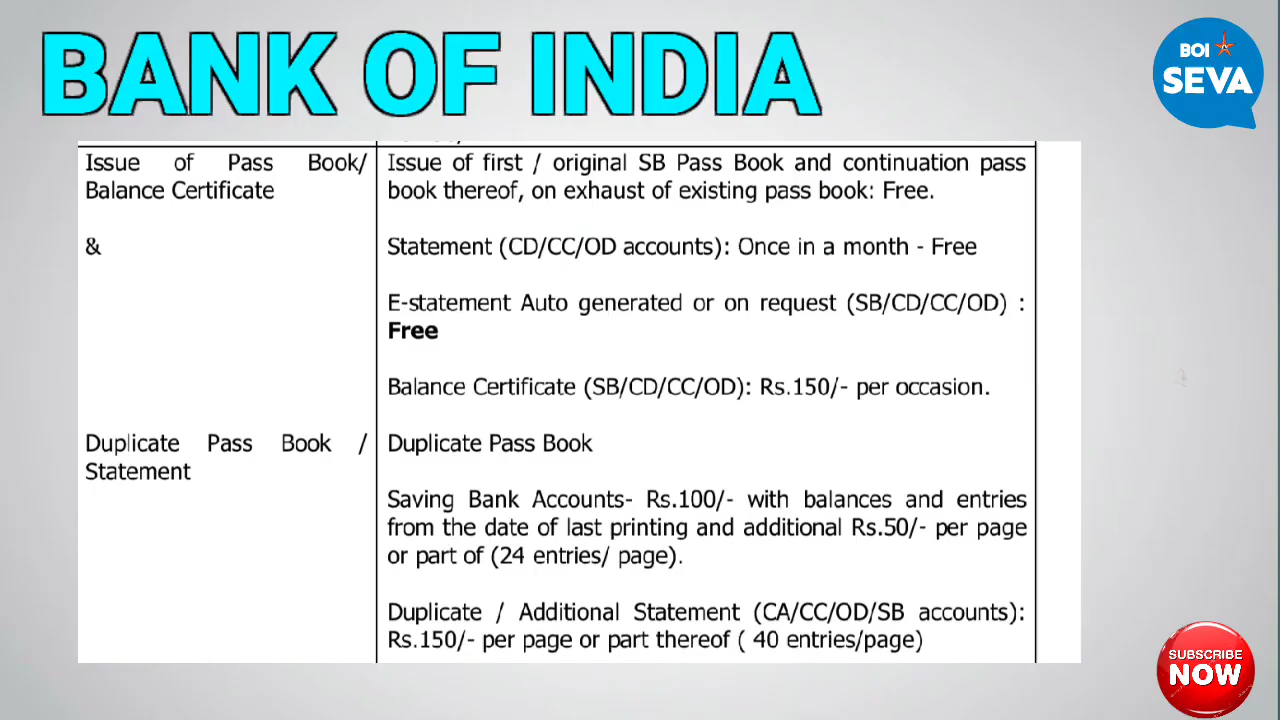 BANK OF INDIA
BOI
SEVA
Issue of Pass Book/
Balance Certificate
&
Issue of first / original SB Pass Book and continuation pass
book thereof, on exhaust of existing pass book: Free.
Statement (CD/CC/OD accounts): Once in a month - Free
E-statement Auto generated or on request (SB/CD/CC/OD) :
Free
Balance Certificate (SB/CD/CC/OD): Rs.150/- per occasion.
Duplicate Pass Book /
Statement
Duplicate Pass Book
Saving Bank Accounts- Rs.100/- with balances and entries
from the date of last printing and additional Rs.50/- per page
or part of (24 entries/ page).
Duplicate / Additional Statement (CA/CC/OD/SB accounts):
Rs.150/- per page or part thereof ( 40 entries/page)
SUBSCRIBE
NOW